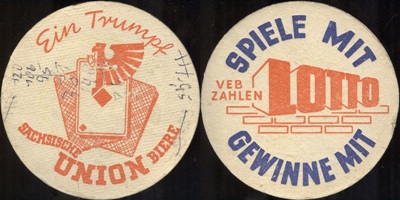 Ein Trumpf
SÄCHSISCHE
UNION
BIERE
SPIELE MIT
VEB
ZAHLEN
LOTTO
GEWINNE MIT